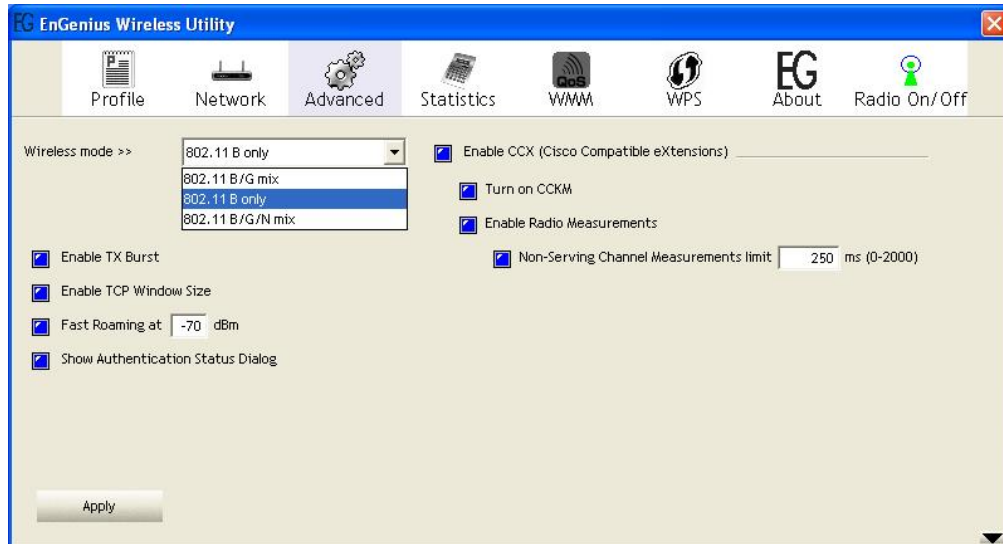 EG EnGenius Wireless Utility
Profile Network Advanced Statistics QoS WMM WPS EG About Radio On/Off
Wireless mode >> 802.11 B only
802.11 B/G mix
802.11 B only
802.11 B/G/N mix
Enable TX Burst
Enable TCP Window Size
Fast Roaming at -70 dBm
Show Authentication Status Dialog
Enable CCX (Cisco Compatible eXtensions)
Turn on CCKM
Enable Radio Measurements
Non-Serving Channel Measurements limit 250 ms (0-2000)
Apply